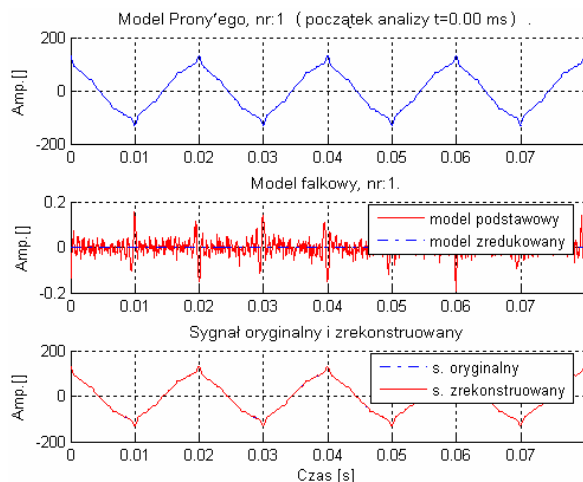 Model Prony'ego, nr:1 (początek analizy t=0.00 ms) .
Amp.[]
200
0
-200
0 0.01 0.02 0.03 0.04 0.05 0.06 0.07
Model falkowy, nr:1.
Amp.[]
0.2
0
-0.2
model podstawowy
model zredukowany
0 0.01 0.02 0.03 0.04 0.05 0.06 0.07
Sygnał oryginalny i zrekonstruowany
Amp.[]
200
0
-200
s. oryginalny
s. zrekonstruowany
0 0.01 0.02 0.03 0.04 0.05 0.06 0.07
Czas [s]